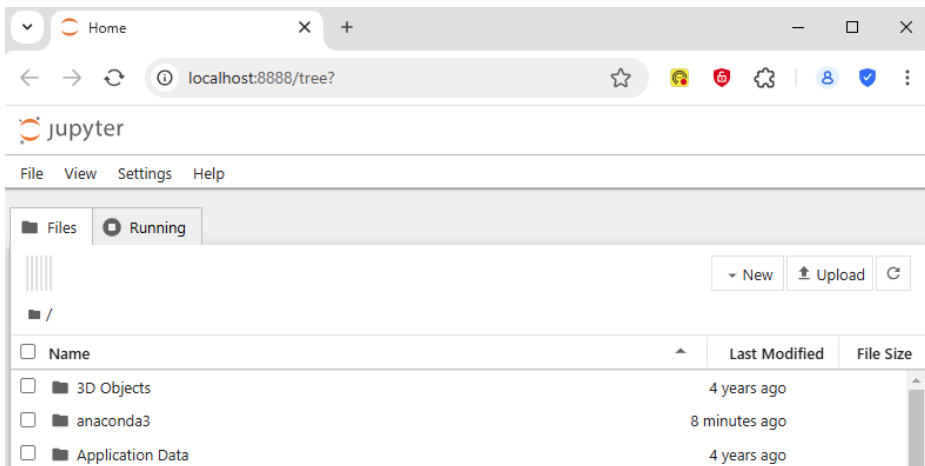 Home
localhost:8888/tree?
jupyter
File View Settings Help
Files Running
New Upload
/
Name Last Modified File Size
3D Objects 4 years ago
anaconda3 8 minutes ago
Application Data 4 years ago